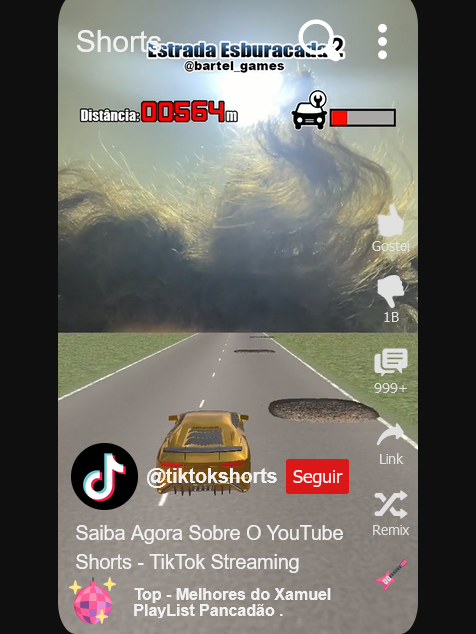 Shorts
Estrada Esburacada 2
@bartel_games
Distância: 00564m
Gostei
1B
999+
Link
@tiktokshorts Seguir
Remix
Saiba Agora Sobre O YouTube
Shorts - TikTok Streaming
Top - Melhores do Xamuel
PlayList Pancadão .